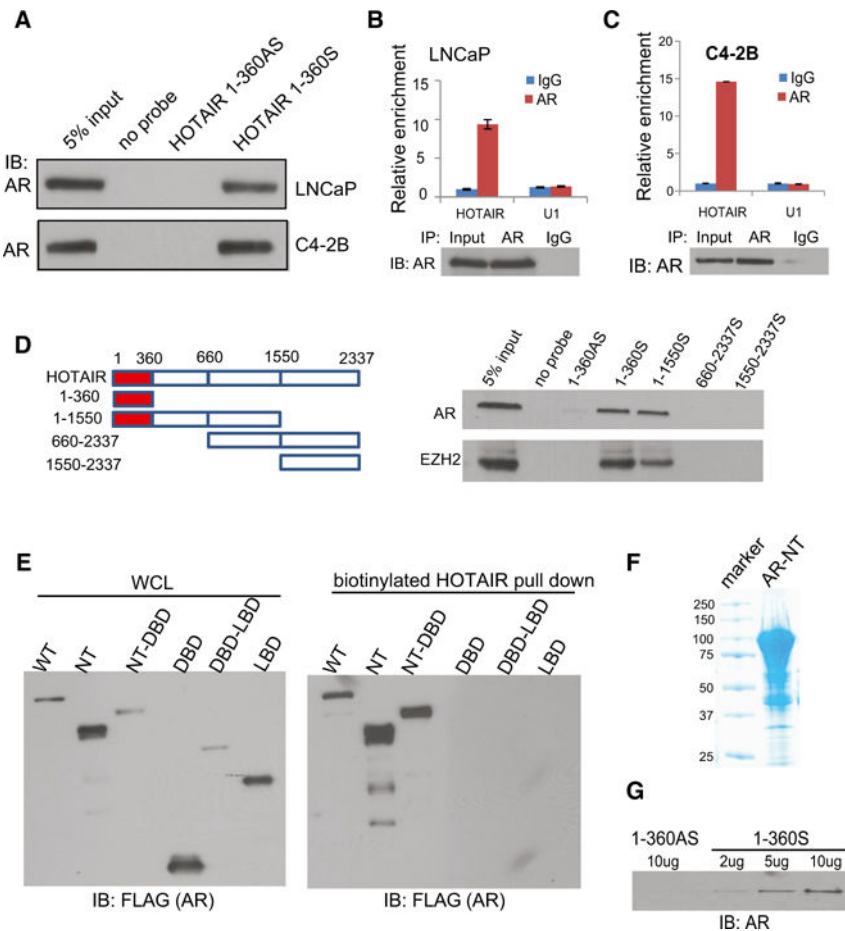 A
5% input
no probe
HOTAIR 1-360AS
HOTAIR 1-360S
IB:
AR
LNCaP
AR
C4-2B
B
LNCaP
Relative enrichment
15
10
5
0
IgG
AR
HOTAIR
U1
IP: Input AR IgG
IB: AR
C
C4-2B
Relative enrichment
20
15
10
5
0
IgG
AR
HOTAIR
U1
IP: Input AR IgG
IB: AR
D
1 360 660 1550 2337
HOTAIR
1-360
1-1550
660-2337
1550-2337
5% input
no probe
1-360AS
1-360S
1-1550S
660-2337S
1550-2337S
AR
EZH2
E
WCL
WT
NT
NT-DBD
DBD
DBD-LBD
LBD
IB: FLAG (AR)
biotinylated HOTAIR pull down
WT
NT
NT-DBD
DBD
DBD-LBD
LBD
IB: FLAG (AR)
F
marker
AR-NT
250
150
100
75
50
37
25
G
1-360AS 1-360S
10ug 2ug 5ug 10ug
IB: AR